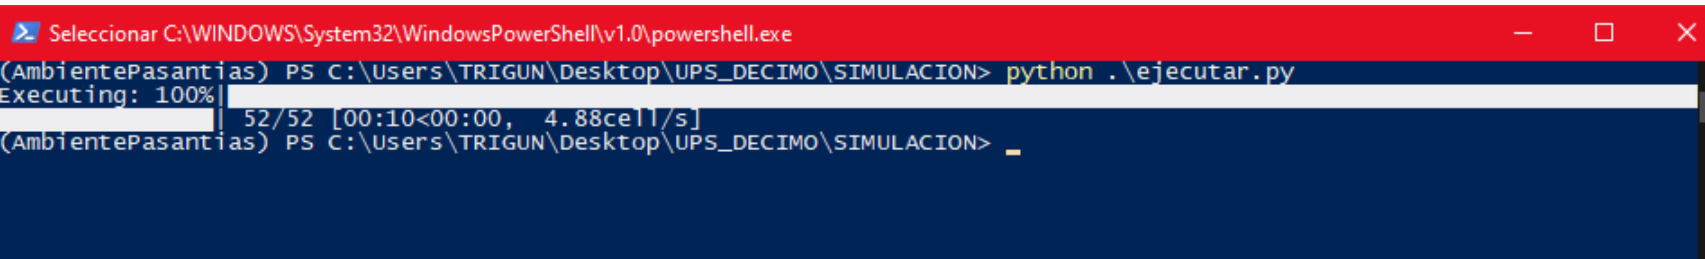 Seleccionar C:\WINDOWS\System32\WindowsPowerShell\v1.0\powershell.exe
(AmbientePasantias) PS C:\Users\TRIGUN\Desktop\UPS_DECIMO\SIMULACION> python .\ejecutar.py
Executing: 100%|
| 52/52 [00:10<00:00,  4.88cell/s]
(AmbientePasantias) PS C:\Users\TRIGUN\Desktop\UPS_DECIMO\SIMULACION>